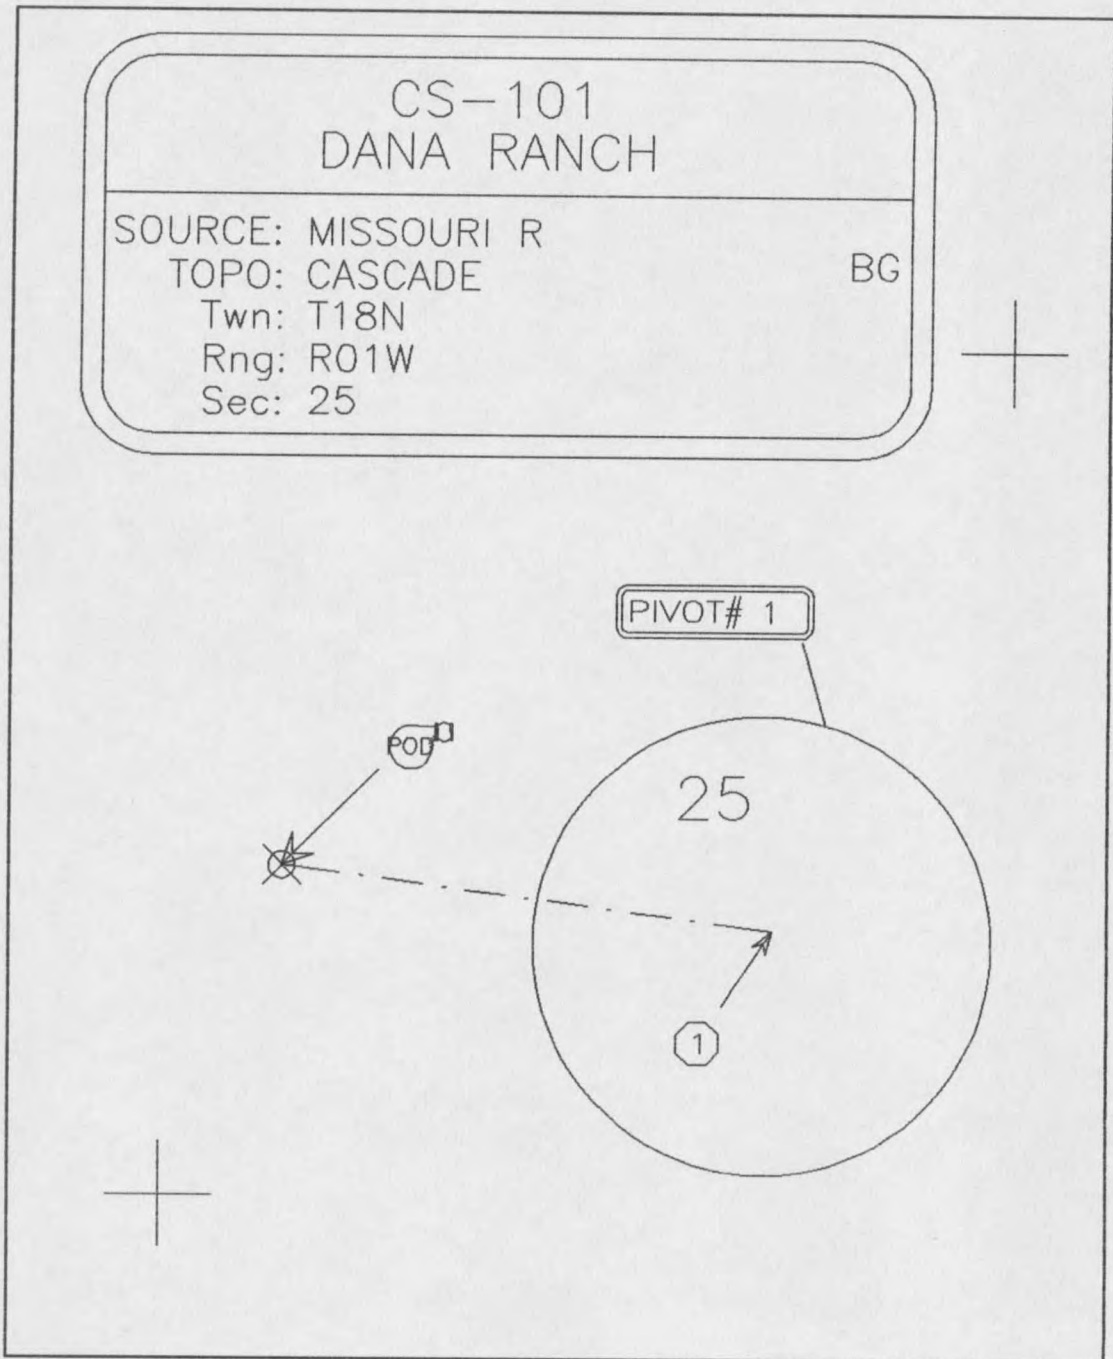 CS-101
DANA RANCH
SOURCE: MISSOURI R
TOPO: CASCADE
BG
Twn: T18N
Rng: R01W
Sec: 25
PIVOT# 1
POD
25
1